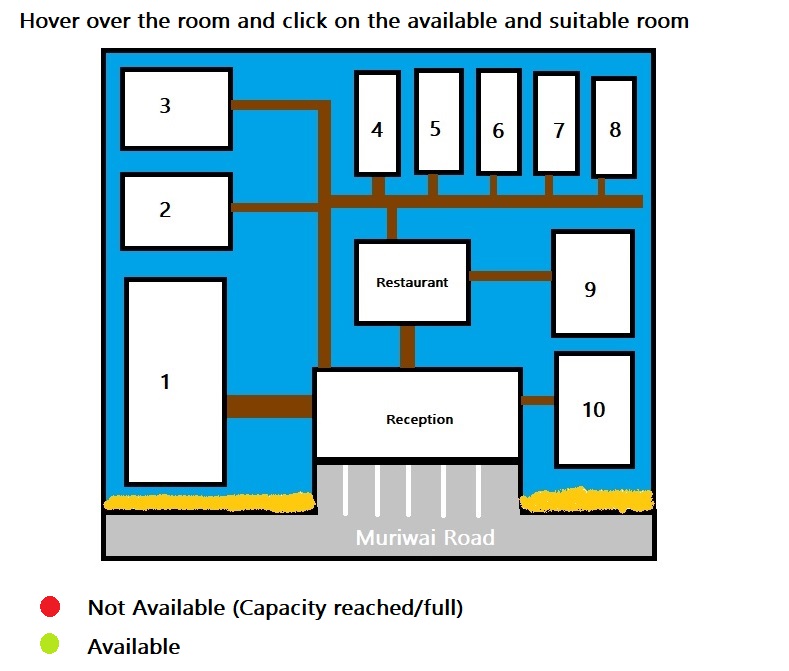 Hover over the room and click on the available and suitable room
3
4
5
6
7
8
2
Restaurant
9
1
10
Reception
Muriwai Road
Not Available (Capacity reached/full)
Available